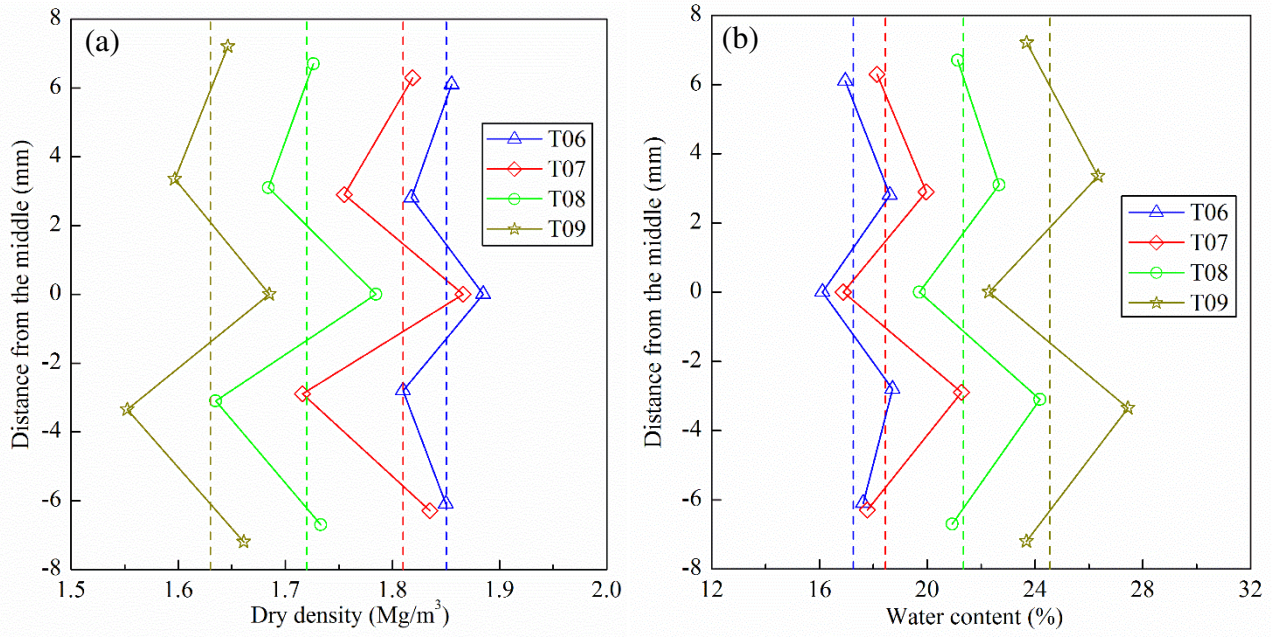 (a)
8
6
4
2
0
-2
-4
-6
-8
Distance from the middle (mm)
1.5 1.6 1.7 1.8 1.9 2.0
Dry density (Mg/m³)
T06
T07
T08
T09
(b)
8
6
4
2
0
-2
-4
-6
-8
Distance from the middle (mm)
12 16 20 24 28 32
Water content (%)
T06
T07
T08
T09